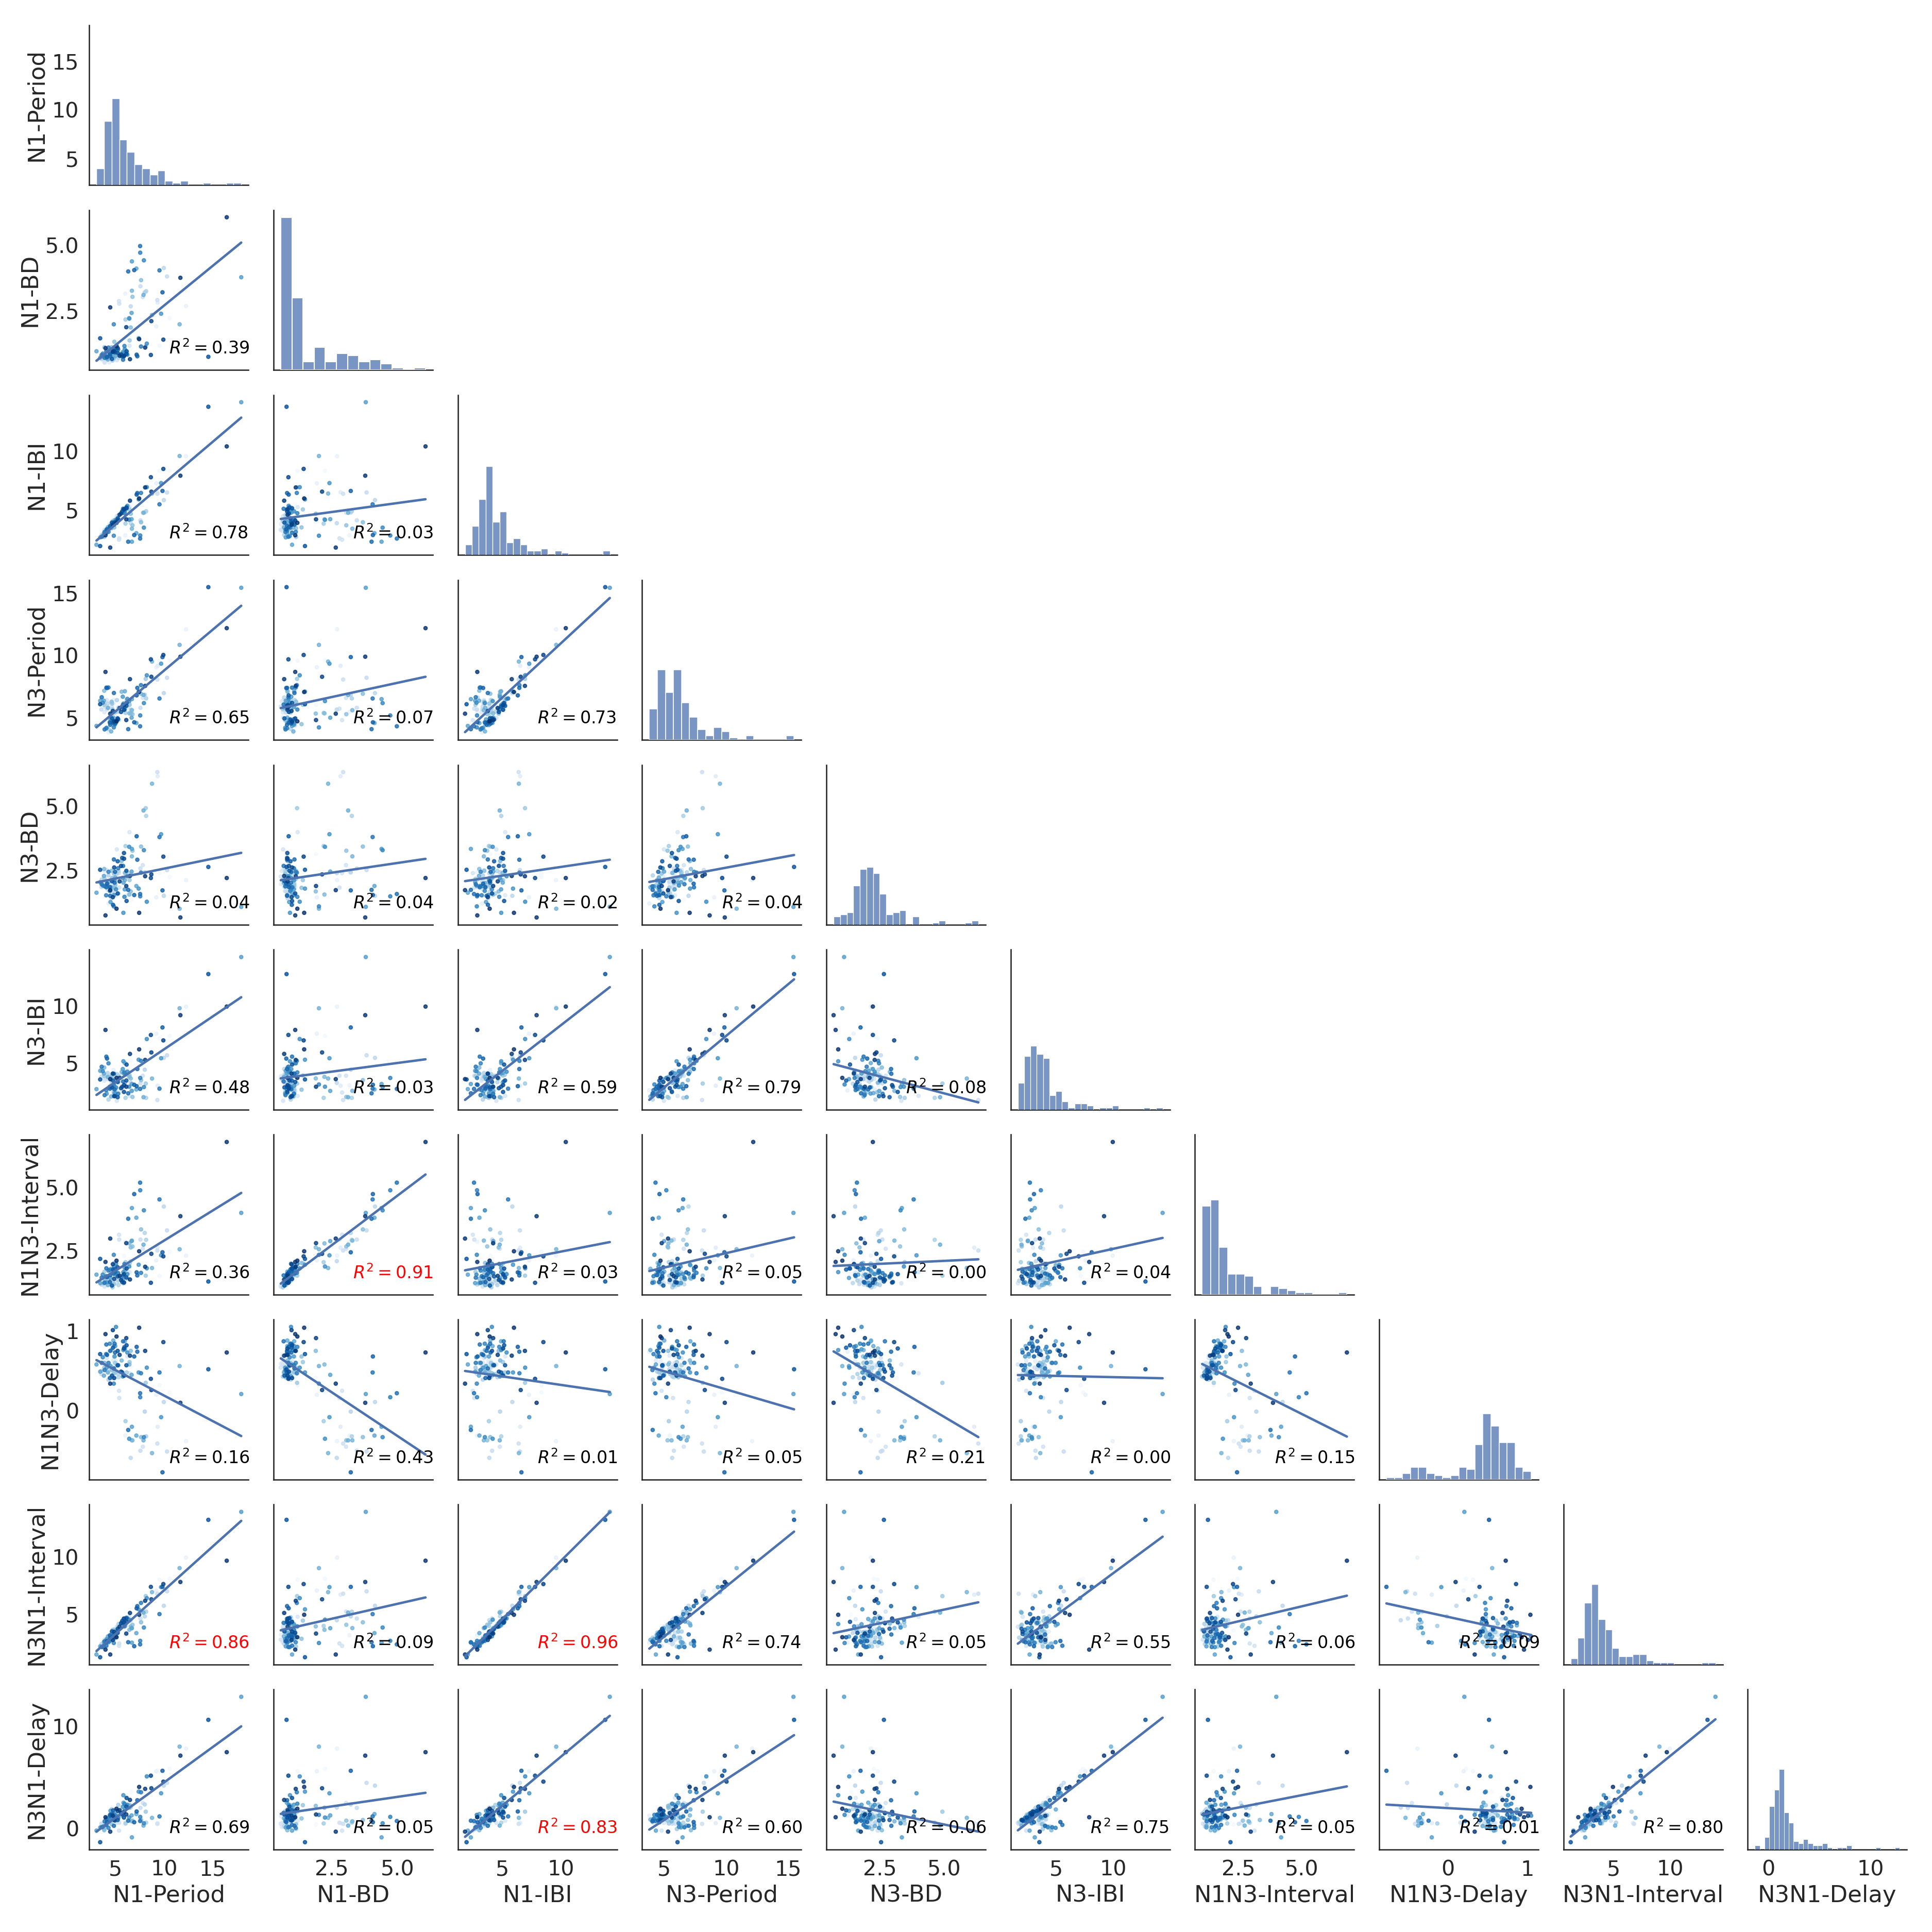 N1-Period
15
10
5
N1-BD
5.0
2.5
R² = 0.39
N1-IBI
10
5
R² = 0.78
R² = 0.03
N3-Period
15
10
5
R² = 0.65
R² = 0.07
R² = 0.73
N3-BD
5.0
2.5
R² = 0.04
R² = 0.04
R² = 0.02
R² = 0.04
N3-IBI
10
5
R² = 0.48
R² = 0.03
R² = 0.59
R² = 0.79
R² = 0.08
N1N3-Interval
5.0
2.5
R² = 0.36
R² = 0.91
R² = 0.03
R² = 0.05
R² = 0.00
R² = 0.04
N1N3-Delay
1
0
R² = 0.16
R² = 0.43
R² = 0.01
R² = 0.05
R² = 0.21
R² = 0.00
R² = 0.15
N3N1-Interval
10
5
R² = 0.86
R² = 0.09
R² = 0.96
R² = 0.74
R² = 0.05
R² = 0.55
R² = 0.06
R² = 0.09
N3N1-Delay
10
0
R² = 0.69
R² = 0.05
R² = 0.83
R² = 0.60
R² = 0.06
R² = 0.75
R² = 0.05
R² = 0.01
R² = 0.80
5 10 15
2.5 5.0
5 10
5 10 15
2.5 5.0
5 10
2.5 5.0
0 1
5 10
0 10
N1-Period
N1-BD
N1-IBI
N3-Period
N3-BD
N3-IBI
N1N3-Interval
N1N3-Delay
N3N1-Interval
N3N1-Delay